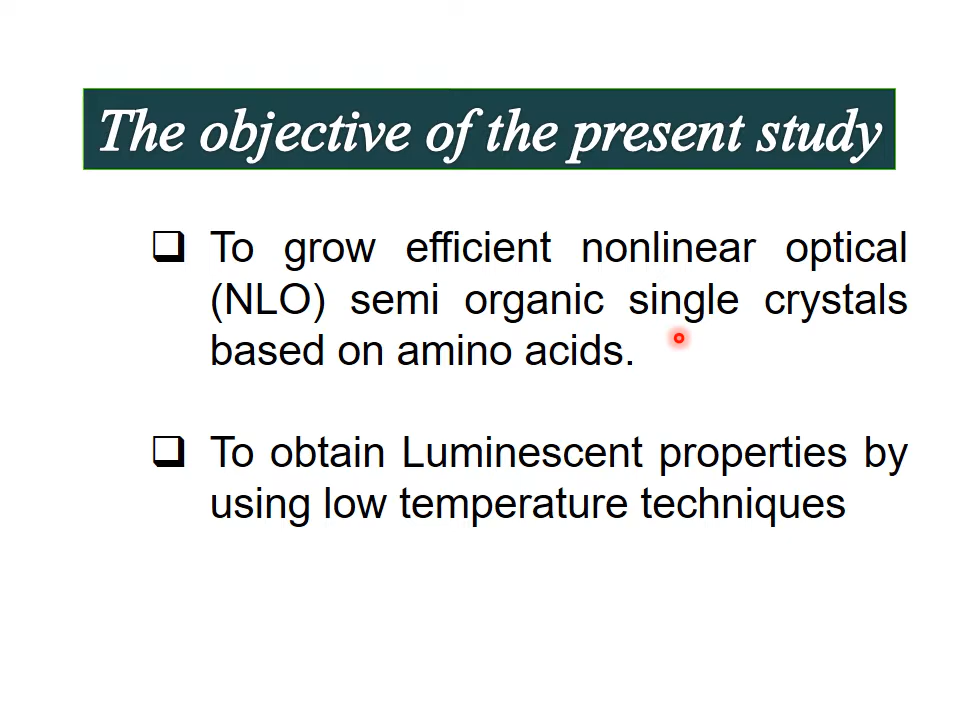 The objective of the present study
To grow efficient nonlinear optical
(NLO) semi organic single crystals
based on amino acids.
To obtain Luminescent properties by
using low temperature techniques